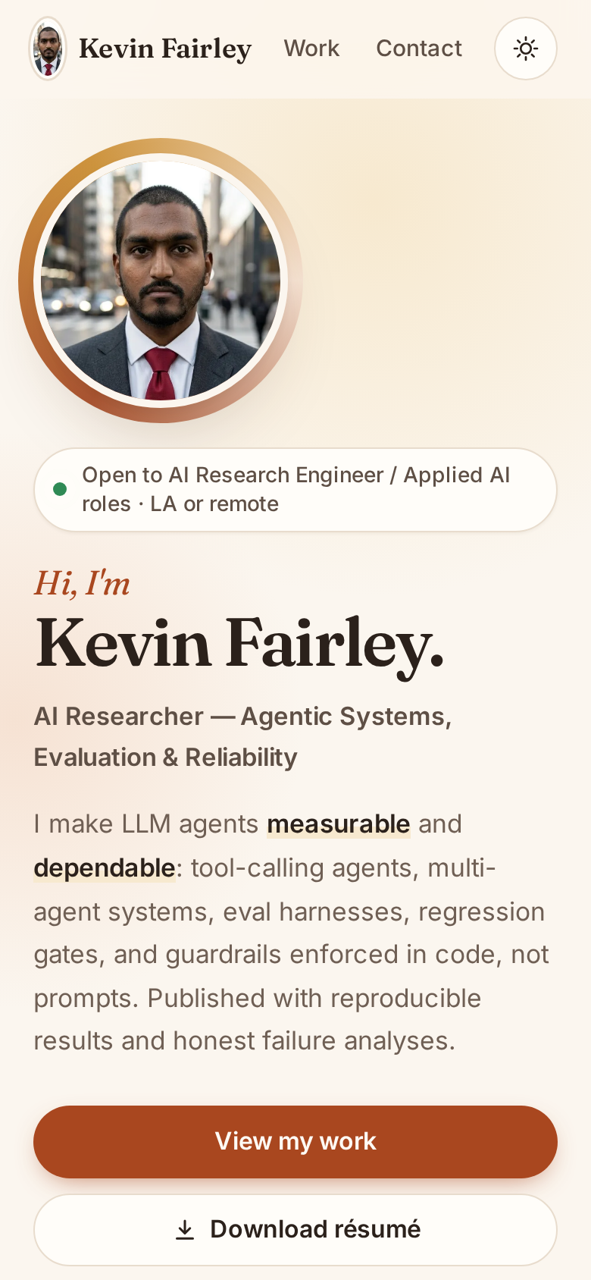 Kevin Fairley Work Contact
Open to AI Research Engineer / Applied AI
roles · LA or remote
Hi, I'm
Kevin Fairley.
AI Researcher — Agentic Systems,
Evaluation & Reliability
I make LLM agents measurable and
dependable: tool-calling agents, multi-
agent systems, eval harnesses, regression
gates, and guardrails enforced in code, not
prompts. Published with reproducible
results and honest failure analyses.
View my work
Download résumé